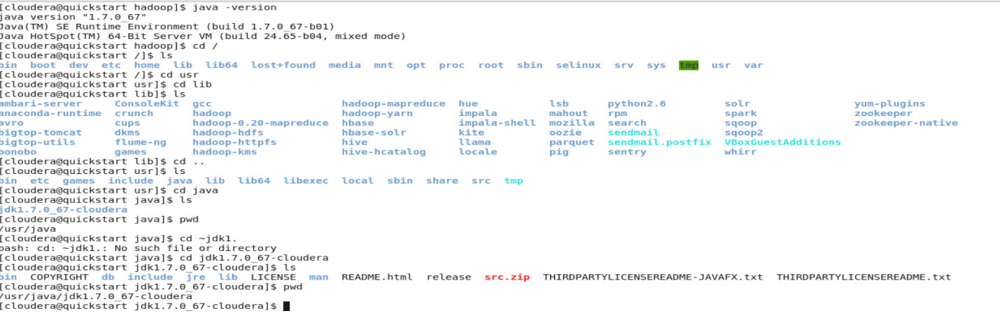 [cloudera@quickstart hadoop]$ java -version
java version "1.7.0_67"
Java(TM) SE Runtime Environment (build 1.7.0_67-b01)
Java HotSpot(TM) 64-Bit Server VM (build 24.65-b04, mixed mode)
[cloudera@quickstart hadoop]$ cd /
[cloudera@quickstart /]$ ls
bin boot dev etc home lib lib64 lost+found media mnt opt proc root sbin selinux srv sys tmp usr var
[cloudera@quickstart /]$ cd usr
[cloudera@quickstart usr]$ cd lib
[cloudera@quickstart lib]$ ls
ambari-server ConsoleKit gcc hadoop-mapreduce hue lsb python2.6 solr yum-plugins
anaconda-runtime crunch hadoop hadoop-yarn impala mahout rpm spark zookeeper
avro cups hadoop-0.20-mapreduce hbase impala-shell mozilla search sqoop zookeeper-native
bigtop-tomcat dkms hadoop-hdfs hbase-solr kite oozie sendmail sqoop2
bigtop-utils flume-ng hadoop-httpfs hive llama parquet sendmail.postfix VBoxGuestAdditions
bonobo games hadoop-kms hive-hcatalog locale pig sentry whirr
[cloudera@quickstart lib]$ cd ..
[cloudera@quickstart usr]$ ls
bin etc games include java lib lib64 libexec local sbin share src tmp
[cloudera@quickstart usr]$ cd java
[cloudera@quickstart java]$ ls
jdk1.7.0_67-cloudera
[cloudera@quickstart java]$ pwd
/usr/java
[cloudera@quickstart java]$ cd ~jdk1.
bash: cd: ~jdk1.: No such file or directory
[cloudera@quickstart java]$ cd jdk1.7.0_67-cloudera
[cloudera@quickstart jdk1.7.0_67-cloudera]$ ls
bin COPYRIGHT db include jre lib LICENSE man README.html release src.zip THIRDPARTYLICENSEREADME-JAVAFX.txt THIRDPARTYLICENSEREADME.txt
[cloudera@quickstart jdk1.7.0_67-cloudera]$ pwd
/usr/java/jdk1.7.0_67-cloudera
[cloudera@quickstart jdk1.7.0_67-cloudera]$